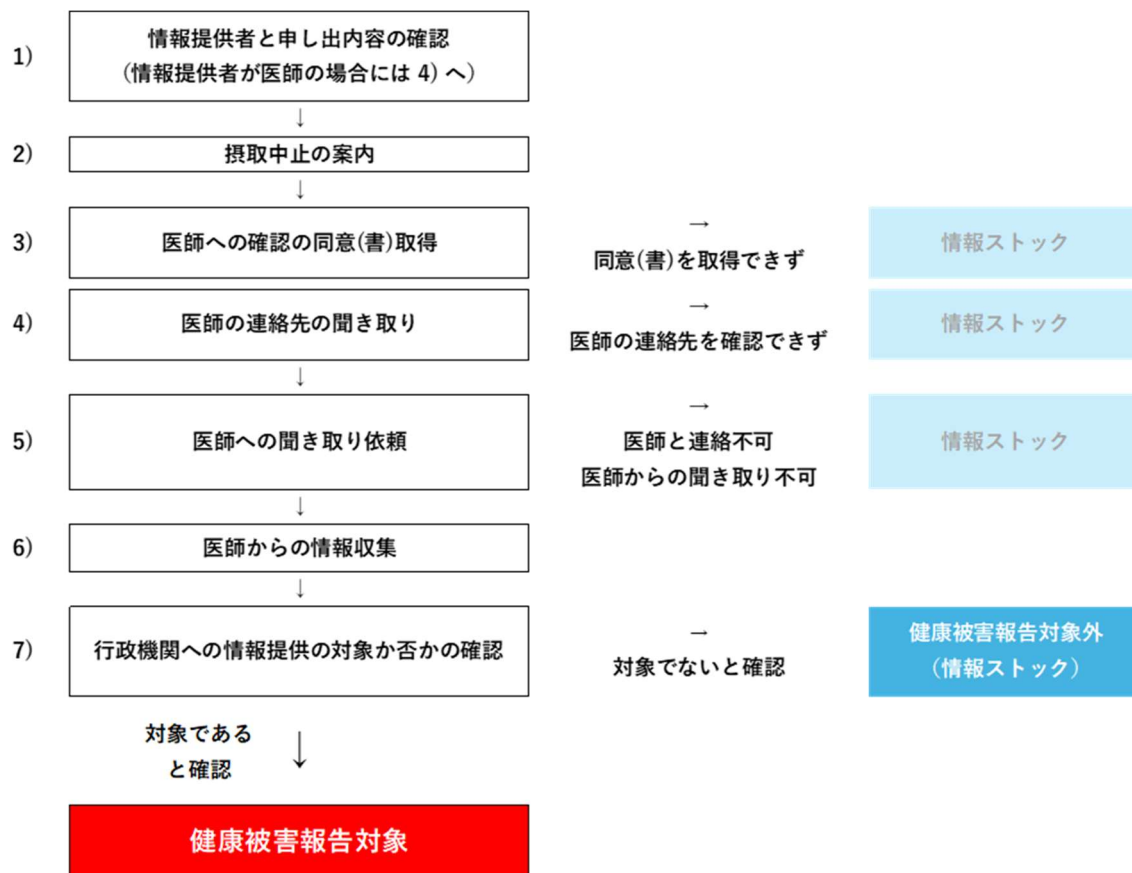 1)
情報提供者と申し出内容の確認
(情報提供者が医師の場合には 4) へ)
↓
2)
摂取中止の案内
↓
3)
医師への確認の同意(書)取得
→
同意(書)を取得できず
情報ストック
4)
医師の連絡先の聞き取り
→
医師の連絡先を確認できず
情報ストック
↓
5)
医師への聞き取り依頼
→
医師と連絡不可
医師からの聞き取り不可
情報ストック
↓
6)
医師からの情報収集
↓
7)
行政機関への情報提供の対象か否かの確認
→
対象でないと確認
健康被害報告対象外
(情報ストック)
対象である
と確認
↓
健康被害報告対象